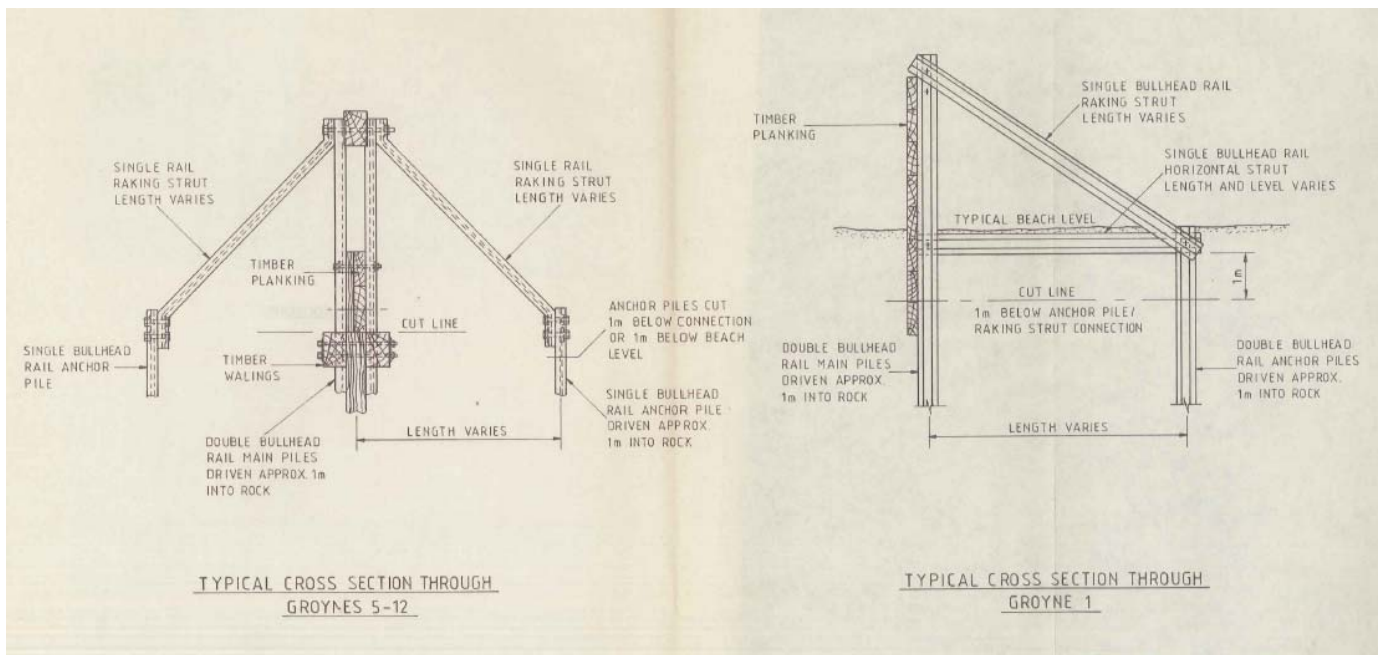 SINGLE RAIL
RAKING STRUT
LENGTH VARIES
SINGLE RAIL
RAKING STRUT
LENGTH VARIES
TIMBER
PLANKING
CUT LINE
ANCHOR PILES CUT
1m BELOW CONNECTION
OR 1m BELOW BEACH
LEVEL
SINGLE BULLHEAD
RAIL ANCHOR
PILE
TIMBER
WALINGS
SINGLE BULLHEAD
RAIL ANCHOR PILE
DRIVEN APPROX.
1m INTO ROCK
LENGTH VARIES
DOUBLE BULLHEAD
RAIL MAIN PILES
DRIVEN APPROX. 1m
INTO ROCK
TYPICAL CROSS SECTION THROUGH
GROYNES 5-12
TIMBER
PLANKING
SINGLE BULLHEAD RAIL
RAKING STRUT
LENGTH VARIES
SINGLE BULLHEAD RAIL
HORIZONTAL STRUT
LENGTH AND LEVEL VARIES
TYPICAL BEACH LEVEL
1m
CUT LINE
1m BELOW ANCHOR PILE/
RAKING STRUT CONNECTION
DOUBLE BULLHEAD
RAIL MAIN PILES
DRIVEN APPROX.
1m INTO ROCK
DOUBLE BULLHEAD
RAIL ANCHOR PILES
DRIVEN APPROX.
1m INTO ROCK
LENGTH VARIES
TYPICAL CROSS SECTION THROUGH
GROYNE 1